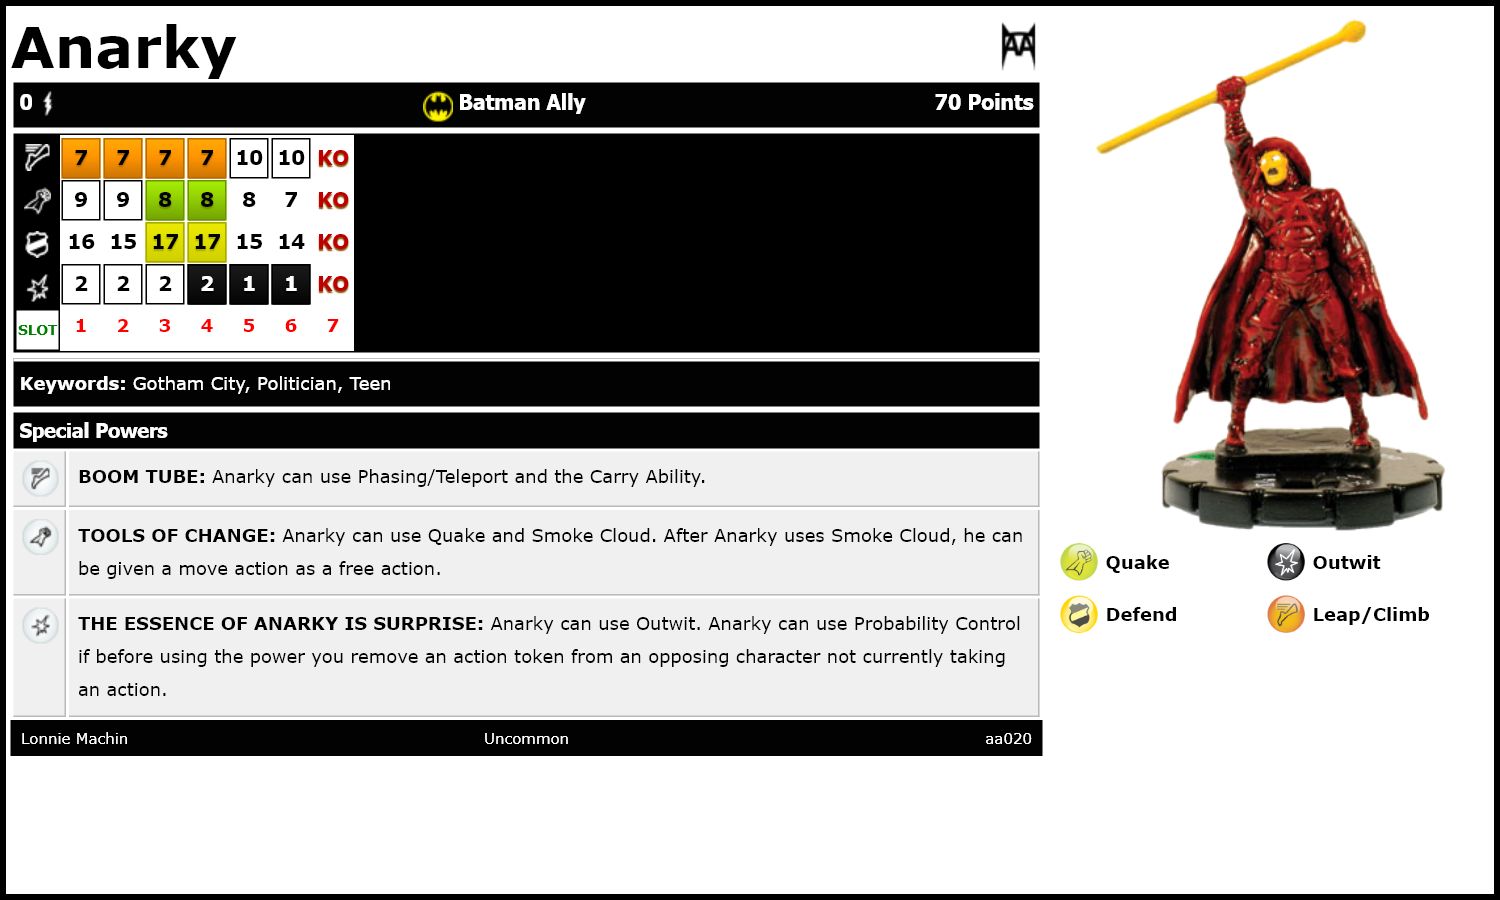 Anarky
0 Batman Ally 70 Points
7 7 7 7 10 10 KO
9 9 8 8 8 7 KO
16 15 17 17 15 14 KO
2 2 2 2 1 1 KO
SLOT 1 2 3 4 5 6 7
Keywords: Gotham City, Politician, Teen
Special Powers
BOOM TUBE: Anarky can use Phasing/Teleport and the Carry Ability.
TOOLS OF CHANGE: Anarky can use Quake and Smoke Cloud. After Anarky uses Smoke Cloud, he can
be given a move action as a free action.
THE ESSENCE OF ANARKY IS SURPRISE: Anarky can use Outwit. Anarky can use Probability Control
if before using the power you remove an action token from an opposing character not currently taking
an action.
Lonnie Machin Uncommon aa020
Quake Outwit
Defend Leap/Climb